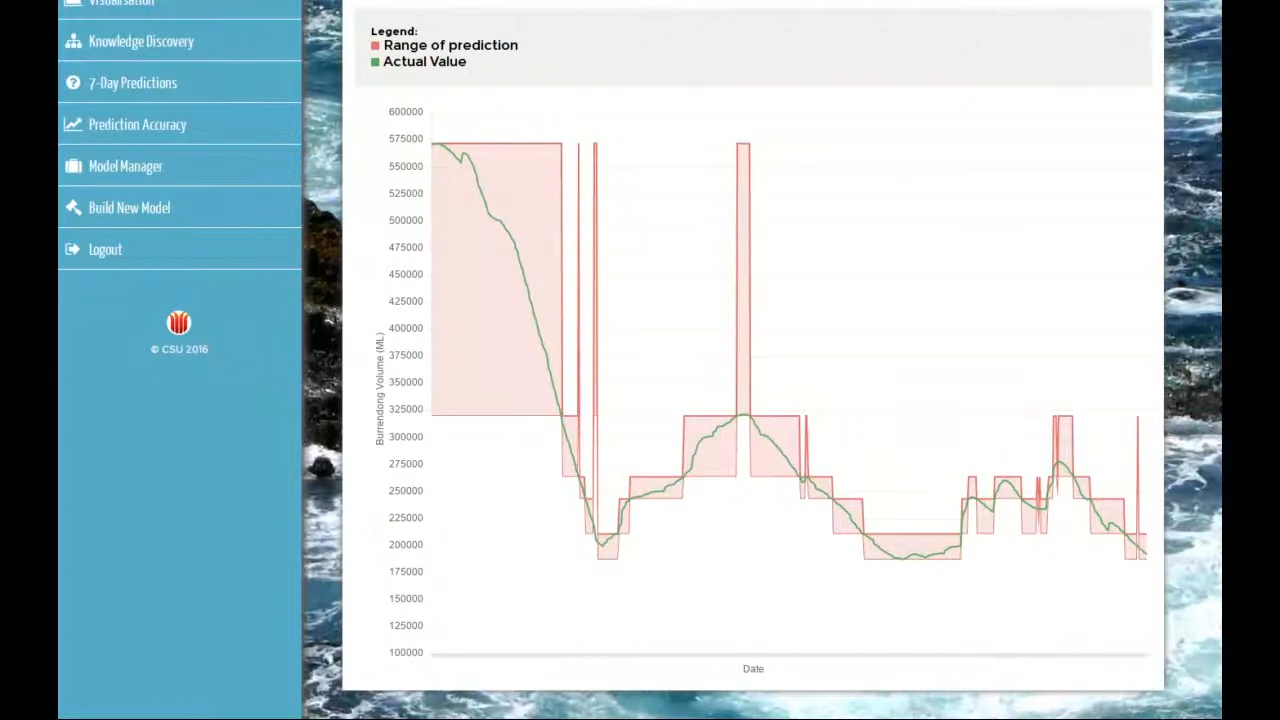 Visualisation
Knowledge Discovery
7-Day Predictions
Prediction Accuracy
Model Manager
Build New Model
Logout
© CSU 2016
Legend:
Range of prediction
Actual Value
600000
575000
550000
525000
500000
475000
450000
425000
400000
375000
350000
325000
300000
275000
250000
225000
200000
175000
150000
125000
100000
Burrendong Volume (ML)
Date